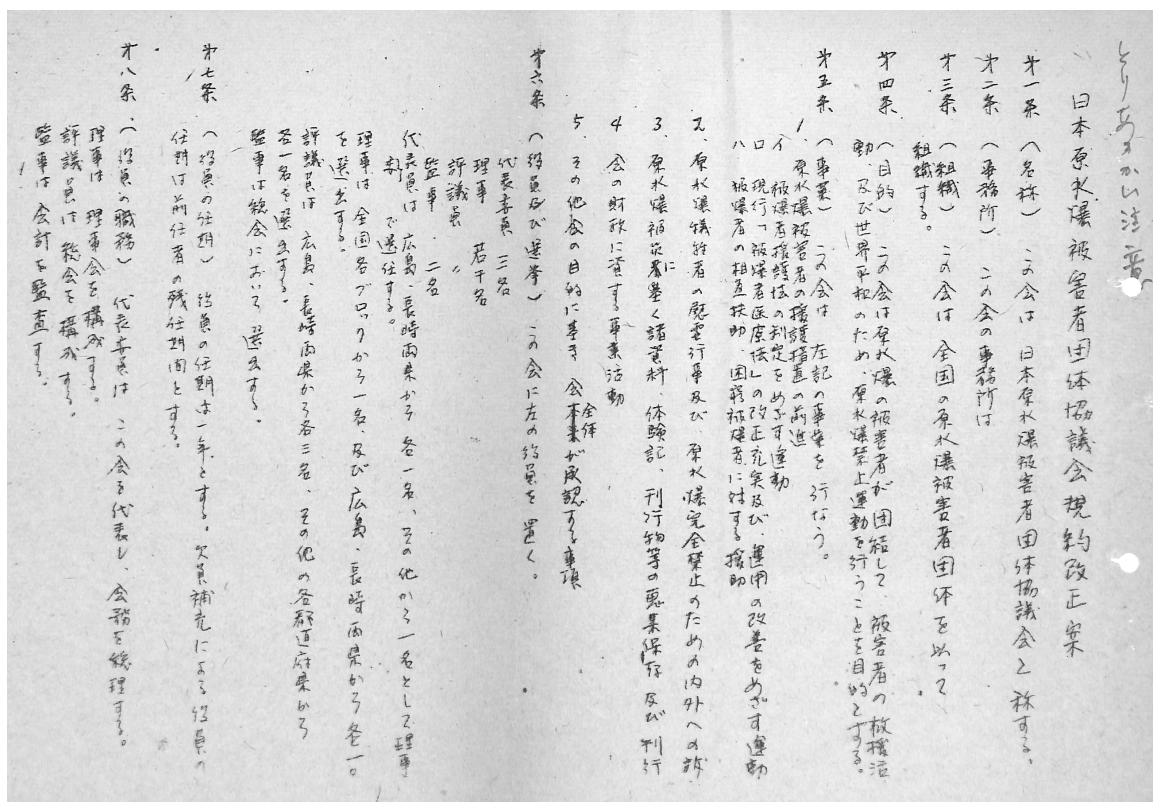 とりあつかい注意
日本原水爆被害者団体協議会規約改正案
第一条 (名称) この会は 日本原水爆被害者団体協議会と称する。
第二条 (事務所) この会の事務所は
第三条 (組織) この会は 全国の原水爆被害者団体を以って
組織する。
第四条 (目的) この会は原水爆の被害者が団結して、被害者の救援活
動、及び世界平和のため、原水爆禁止運動を行うことを目的とする。
第五条 (事業) この会は 左記の事業を行なう。
1. 原水爆被害者の援護措置の前進
イ 被爆者援護法の制定をめざす運動
ロ 現行「被爆者医療法」の改正充実及び、運用の改善をめざす運動
ハ 被爆者の相互扶助、困窮被爆者に対する援助
2. 原水爆犠牲者の慰霊行事及び、原水爆完全禁止のための内外への訴
3. 原水爆被災に基く諸資料、体験記、刊行物等の蒐集保存及び刊行
4 会の財政に資する事業活動
5. その他会の目的に基き 全体会が承認する事項
第六条 (役員及び選挙) この会に左の役員を置く。
代表委員 三名
理事 若干名
評議員 〃
監事 二名
代表委員は 広島、長崎両県から各一名、その他から一名として理事
で選任する。
理事は 全国各ブロックから一名、及び広島、長崎両県から各一名
を選出する。
評議員は 広島、長崎両県から各三名、その他の各都道府県から
各一名を選出する。
監事は総会において選出する。
第七条 (役員の任期) 役員の任期は一年とする。欠員補充による役員の
任期は前任者の残任期間とする。
第八条 (役員の職務) 代表委員は この会を代表し、会務を総理する。
理事は 理事会を構成する。
評議員は 総会を構成する。
監事は会計を監査する。